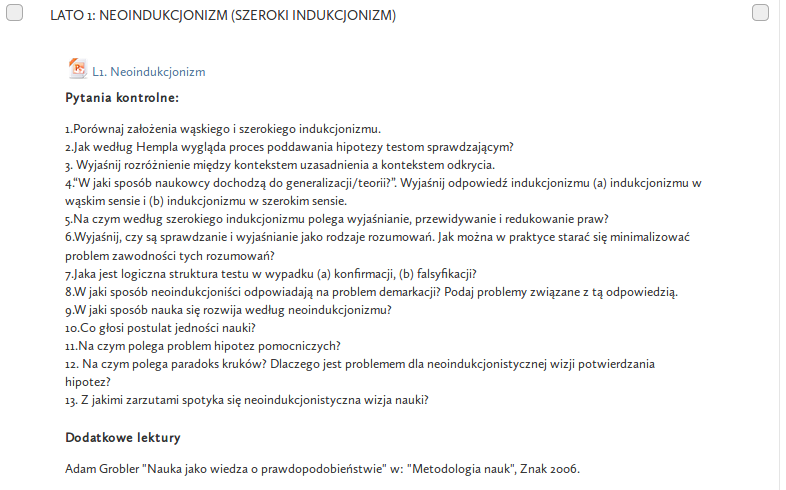 LATO 1: NEOINDUKCJONIZM (SZEROKI INDUKCJONIZM)
L1. Neoindukcjonizm
Pytania kontrolne:
1.Porównaj założenia wąskiego i szerokiego indukcjonizmu.
2.Jak według Hempla wygląda proces poddawania hipotezy testom sprawdzającym?
3. Wyjaśnij rozróżnienie między kontekstem uzasadnienia a kontekstem odkrycia.
4.“W jaki sposób naukowcy dochodzą do generalizacji/teorii?”. Wyjaśnij odpowiedź indukcjonizmu (a) indukcjonizmu w
wąskim sensie i (b) indukcjonizmu w szerokim sensie.
5.Na czym według szerokiego indukcjonizmu polega wyjaśnianie, przewidywanie i redukowanie praw?
6.Wyjaśnij, czy są sprawdzanie i wyjaśnianie jako rodzaje rozumowań. Jak można w praktyce starać się minimalizować
problem zawodności tych rozumowań?
7.Jaka jest logiczna struktura testu w wypadku (a) konfirmacji, (b) falsyfikacji?
8.W jaki sposób neoindukcjoniści odpowiadają na problem demarkacji? Podaj problemy związane z tą odpowiedzią.
9.W jaki sposób nauka się rozwija według neoindukcjonizmu?
10.Co głosi postulat jedności nauki?
11.Na czym polega problem hipotez pomocniczych?
12. Na czym polega paradoks kruków? Dlaczego jest problemem dla neoindukcjonistycznej wizji potwierdzania
hipotez?
13. Z jakimi zarzutami spotyka się neoindukcjonistyczna wizja nauki?
Dodatkowe lektury
Adam Grobler "Nauka jako wiedza o prawdopodobieństwie" w: "Metodologia nauk", Znak 2006.